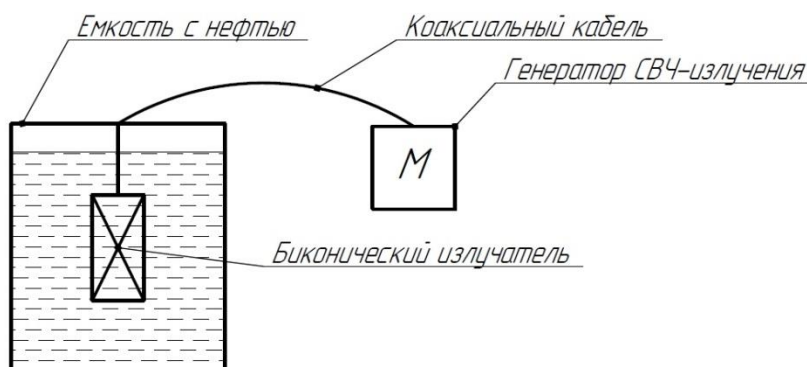 Емкость с нефтью
Коаксиальный кабель
Генератор СВЧ-излучения
М
Биконический излучатель